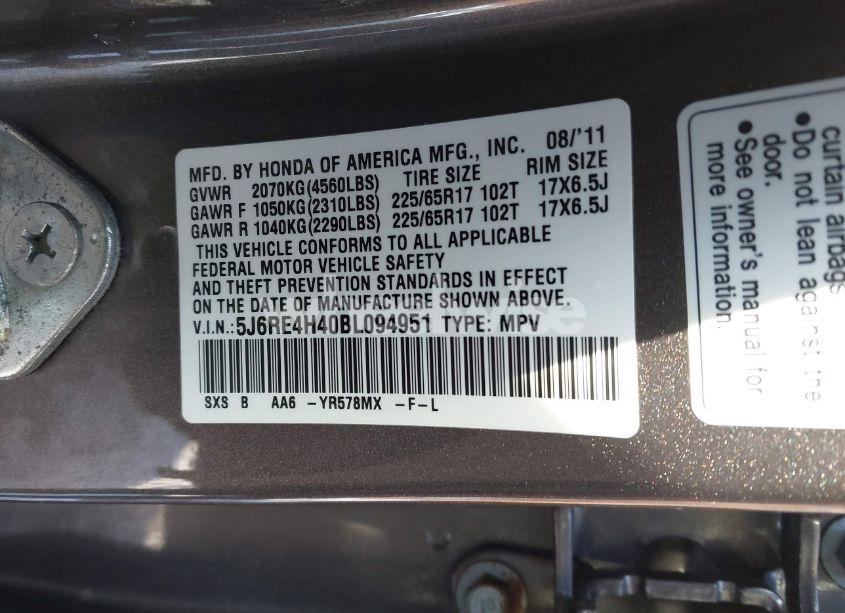 MFD. BY HONDA OF AMERICA MFG., INC. 08/'11
GVWR 2070KG(4560LBS) TIRE SIZE RIM SIZE
GAWR F 1050KG(2310LBS) 225/65R17 102T 17X6.5J
GAWR R 1040KG(2290LBS) 225/65R17 102T 17X6.5J
THIS VEHICLE CONFORMS TO ALL APPLICABLE
FEDERAL MOTOR VEHICLE SAFETY
AND THEFT PREVENTION STANDARDS IN EFFECT
ON THE DATE OF MANUFACTURE SHOWN ABOVE.
V.I.N.:5J6RE4H40BL094951 TYPE: MPV
SXS B AA6 -YR578MX -F-L
curtain airbags
• Do not lean against the
door.
• See owner's manual for
more information.